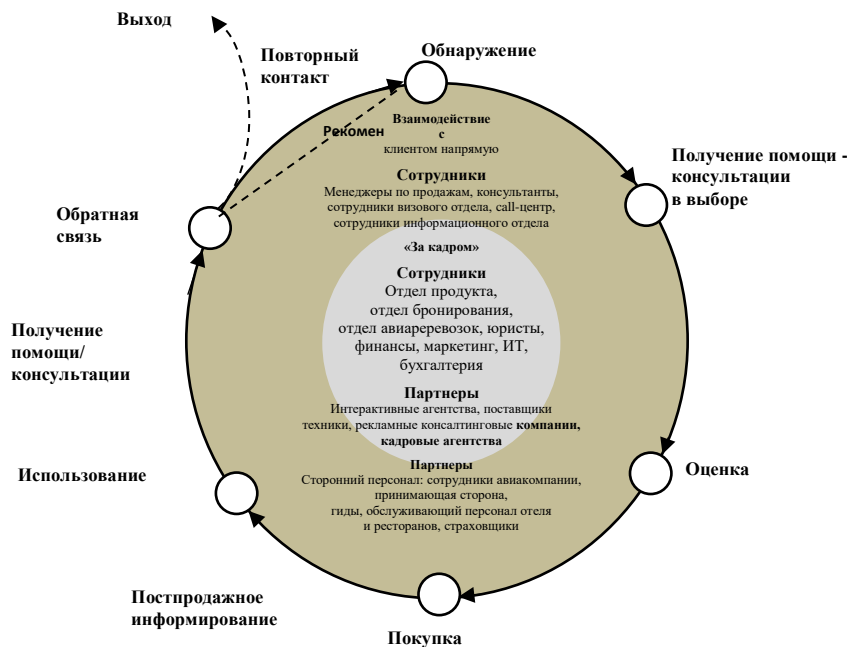 Выход
Повторный
контакт
Обнаружение
Рекомен
Взаимодействие
с
клиентом напрямую
Получение помощи -
консультации
в выборе
Сотрудники
Менеджеры по продажам, консультанты,
сотрудники визового отдела, call-центр,
сотрудники информационного отдела
Обратная
связь
«За кадром»
Сотрудники
Отдел продукта,
отдел бронирования,
отдел авиареревозок, юристы,
финансы, маркетинг, ИТ,
бухгалтерия
Получение
помощи/
консультации
Партнеры
Интерактивные агентства, поставщики
техники, рекламные консалтинговые компании,
кадровые агентства
Партнеры
Сторонний персонал: сотрудники авиакомпании,
принимающая сторона,
гиды, обслуживающий персонал отеля
и ресторанов, страховщики
Использование
Оценка
Постпродажное
информирование
Покупка